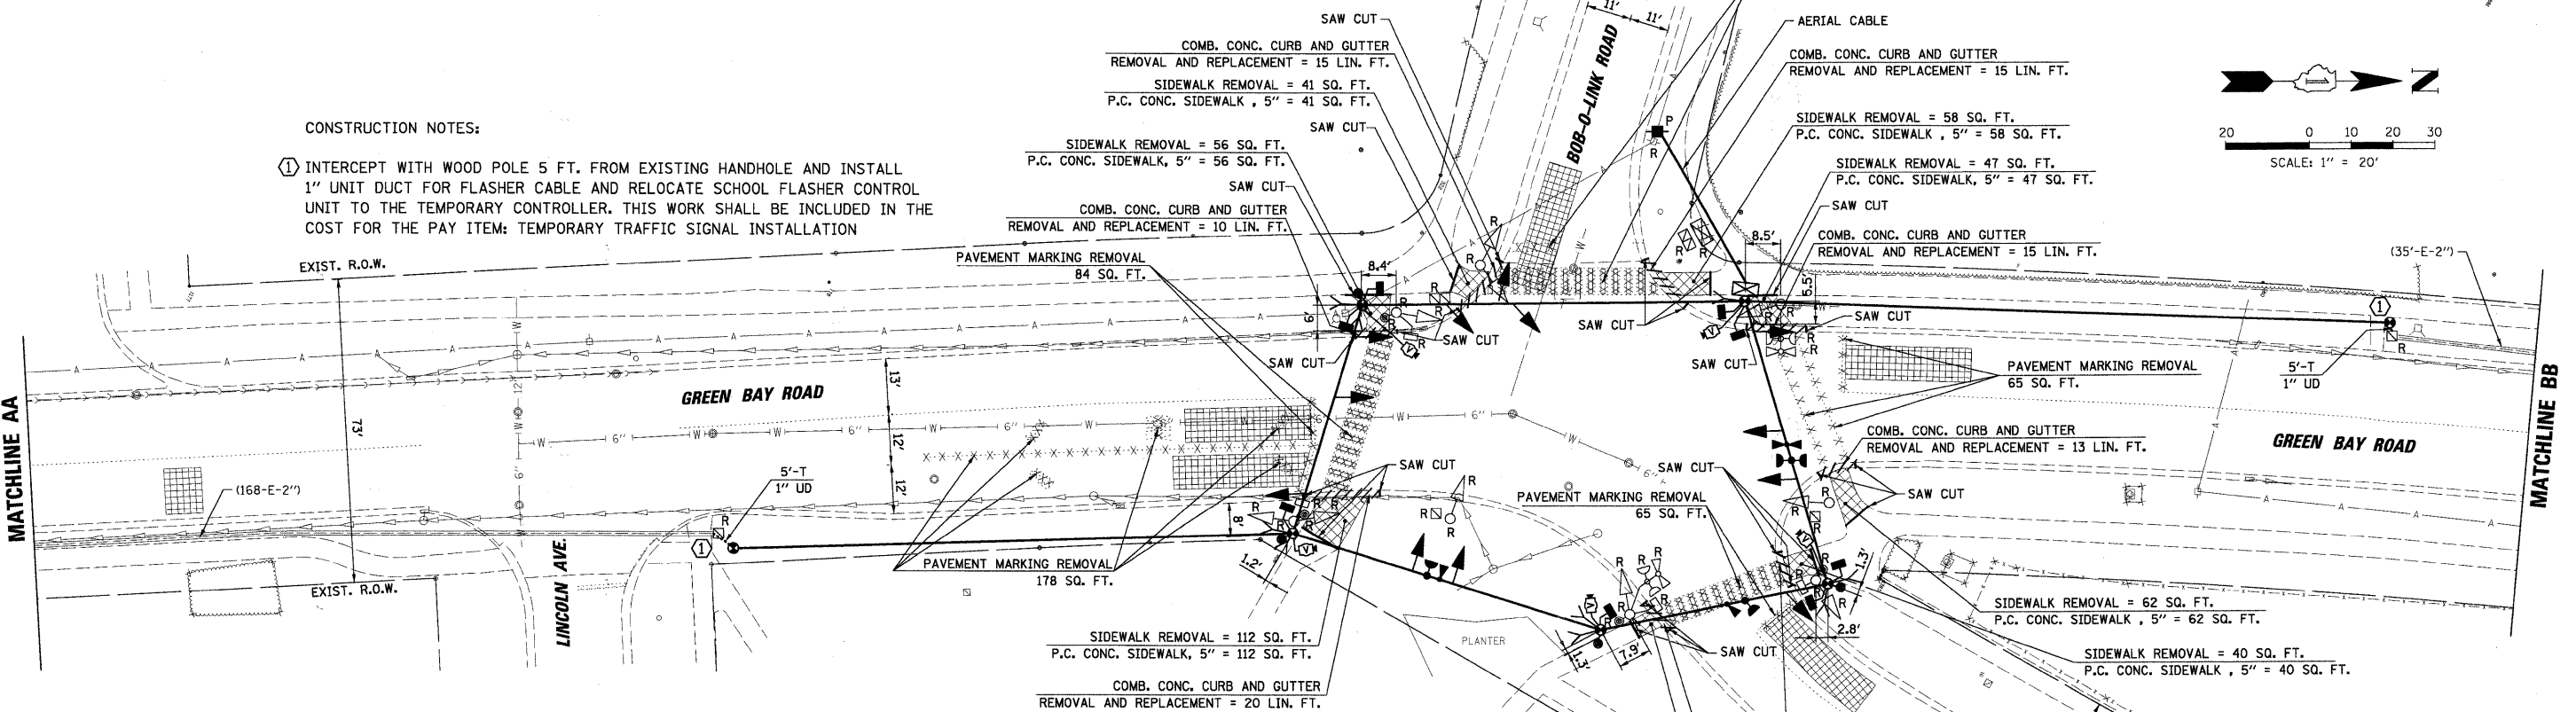 CONSTRUCTION NOTES:
1 INTERCEPT WITH WOOD POLE 5 FT. FROM EXISTING HANDHOLE AND INSTALL
1" UNIT DUCT FOR FLASHER CABLE AND RELOCATE SCHOOL FLASHER CONTROL
UNIT TO THE TEMPORARY CONTROLLER. THIS WORK SHALL BE INCLUDED IN THE
COST FOR THE PAY ITEM: TEMPORARY TRAFFIC SIGNAL INSTALLATION
SAW CUT
COMB. CONC. CURB AND GUTTER
REMOVAL AND REPLACEMENT = 15 LIN. FT.
SIDEWALK REMOVAL = 41 SQ. FT.
P.C. CONC. SIDEWALK , 5" = 41 SQ. FT.
SAW CUT
SIDEWALK REMOVAL = 56 SQ. FT.
P.C. CONC. SIDEWALK, 5" = 56 SQ. FT.
SAW CUT
COMB. CONC. CURB AND GUTTER
REMOVAL AND REPLACEMENT = 10 LIN. FT.
PAVEMENT MARKING REMOVAL
84 SQ. FT.
11'
11'
BOB-O-LINK ROAD
AERIAL CABLE
COMB. CONC. CURB AND GUTTER
REMOVAL AND REPLACEMENT = 15 LIN. FT.
P
R
SIDEWALK REMOVAL = 58 SQ. FT.
P.C. CONC. SIDEWALK , 5" = 58 SQ. FT.
SIDEWALK REMOVAL = 47 SQ. FT.
P.C. CONC. SIDEWALK, 5" = 47 SQ. FT.
SAW CUT
COMB. CONC. CURB AND GUTTER
REMOVAL AND REPLACEMENT = 15 LIN. FT.
20 0 10 20 30
SCALE: 1" = 20'
N
(35'-E-2")
EXIST. R.O.W.
8.4'
8.5'
5.5'
6'
SAW CUT
SAW CUT
SAW CUT
SAW CUT
SAW CUT
1
R
5'-T
1" UD
MATCHLINE AA
MATCHLINE BB
73'
GREEN BAY ROAD
13'
12'
12'
PAVEMENT MARKING REMOVAL
65 SQ. FT.
COMB. CONC. CURB AND GUTTER
REMOVAL AND REPLACEMENT = 13 LIN. FT.
GREEN BAY ROAD
SAW CUT
SAW CUT
SAW CUT
PAVEMENT MARKING REMOVAL
65 SQ. FT.
(168-E-2")
5'-T
1" UD
R
1
8'
1.2'
PAVEMENT MARKING REMOVAL
178 SQ. FT.
EXIST. R.O.W.
LINCOLN AVE.
PLANTER
1.3'
7.9'
SAW CUT
1.3'
2.8'
SIDEWALK REMOVAL = 62 SQ. FT.
P.C. CONC. SIDEWALK , 5" = 62 SQ. FT.
SIDEWALK REMOVAL = 40 SQ. FT.
P.C. CONC. SIDEWALK , 5" = 40 SQ. FT.
SIDEWALK REMOVAL = 112 SQ. FT.
P.C. CONC. SIDEWALK, 5" = 112 SQ. FT.
COMB. CONC. CURB AND GUTTER
REMOVAL AND REPLACEMENT = 20 LIN. FT.